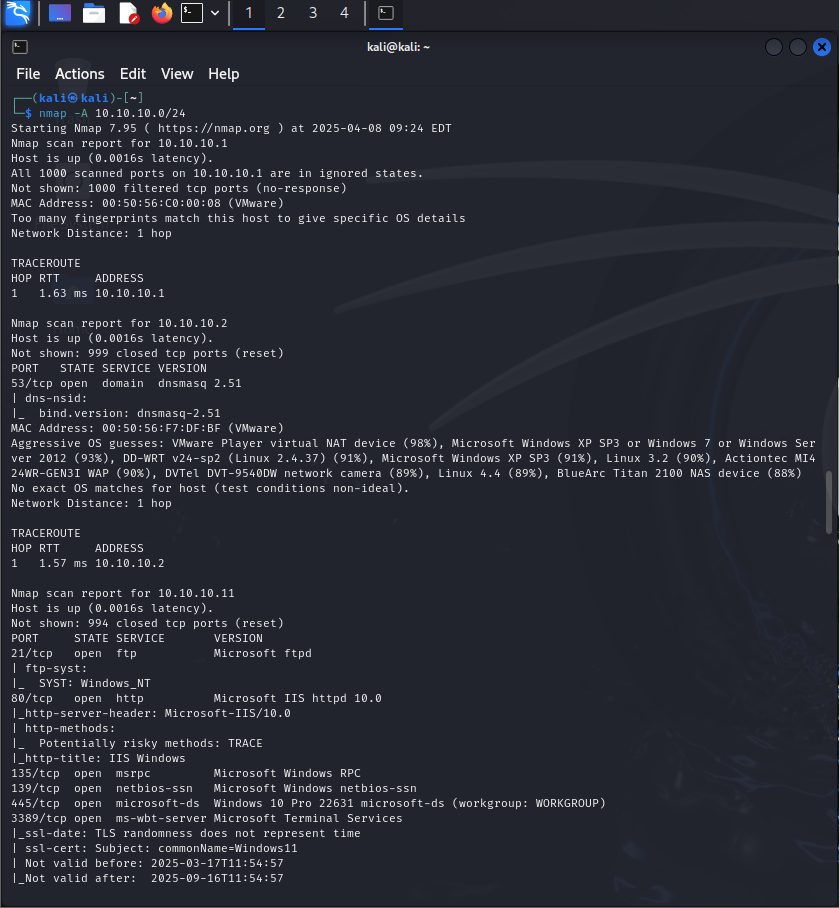 1 2 3 4
kali@kali: ~
File Actions Edit View Help
┌──(kali㉿kali)-[~]
└─$ nmap -A 10.10.10.0/24
Starting Nmap 7.95 ( https://nmap.org ) at 2025-04-08 09:24 EDT
Nmap scan report for 10.10.10.1
Host is up (0.0016s latency).
All 1000 scanned ports on 10.10.10.1 are in ignored states.
Not shown: 1000 filtered tcp ports (no-response)
MAC Address: 00:50:56:C0:00:08 (VMware)
Too many fingerprints match this host to give specific OS details
Network Distance: 1 hop
TRACEROUTE
HOP RTT     ADDRESS
1   1.63 ms 10.10.10.1
Nmap scan report for 10.10.10.2
Host is up (0.0016s latency).
Not shown: 999 closed tcp ports (reset)
PORT   STATE SERVICE VERSION
53/tcp open  domain  dnsmasq 2.51
| dns-nsid:
|_  bind.version: dnsmasq-2.51
MAC Address: 00:50:56:F7:DF:BF (VMware)
Aggressive OS guesses: VMware Player virtual NAT device (98%), Microsoft Windows XP SP3 or Windows 7 or Windows Ser
ver 2012 (93%), DD-WRT v24-sp2 (Linux 2.4.37) (91%), Microsoft Windows XP SP3 (91%), Linux 3.2 (90%), Actiontec MI4
24WR-GEN3I WAP (90%), DVTel DVT-9540DW network camera (89%), Linux 4.4 (89%), BlueArc Titan 2100 NAS device (88%)
No exact OS matches for host (test conditions non-ideal).
Network Distance: 1 hop
TRACEROUTE
HOP RTT     ADDRESS
1   1.57 ms 10.10.10.2
Nmap scan report for 10.10.10.11
Host is up (0.0016s latency).
Not shown: 994 closed tcp ports (reset)
PORT     STATE SERVICE       VERSION
21/tcp   open  ftp           Microsoft ftpd
| ftp-syst:
|_  SYST: Windows_NT
80/tcp   open  http          Microsoft IIS httpd 10.0
|_http-server-header: Microsoft-IIS/10.0
| http-methods:
|_  Potentially risky methods: TRACE
|_http-title: IIS Windows
135/tcp  open  msrpc         Microsoft Windows RPC
139/tcp  open  netbios-ssn   Microsoft Windows netbios-ssn
445/tcp  open  microsoft-ds  Windows 10 Pro 22631 microsoft-ds (workgroup: WORKGROUP)
3389/tcp open  ms-wbt-server Microsoft Terminal Services
|_ssl-date: TLS randomness does not represent time
| ssl-cert: Subject: commonName=Windows11
| Not valid before: 2025-03-17T11:54:57
|_Not valid after:  2025-09-16T11:54:57